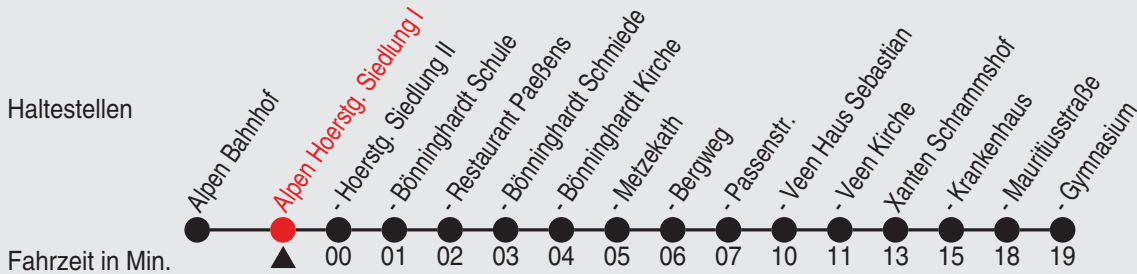 Haltestellen
Alpen Bahnhof
Alpen Hoerstg. Siedlung I
- Hoerstg. Siedlung II
- Bönninghardt Schule
- Restaurant Paeßens
- Bönninghardt Schmiede
- Bönninghardt Kirche
- Metzekath
- Bergweg
- Passenstr.
- Veen Haus Sebastian
- Veen Kirche
Xanten Schrammshof
- Krankenhaus
- Mauritiusstraße
- Gymnasium
Fahrzeit in Min. 00 01 02 03 04 05 06 07 10 11 13 15 18 19